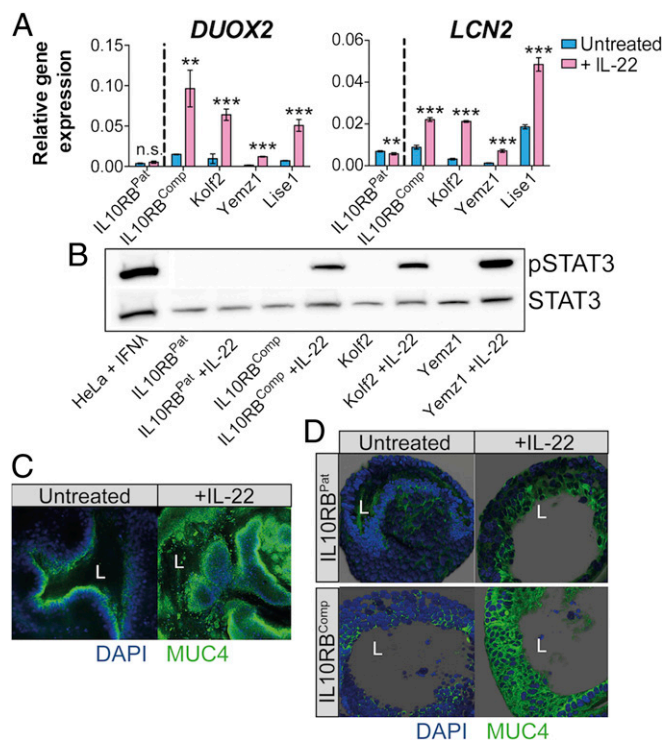 A
DUOX2
LCN2
Relative gene expression
0.15
0.10
0.05
0.00
0.06
0.04
0.02
0.00
Untreated
+ IL-22
n.s.
**
***
***
***
**
***
***
***
***
IL10RB^Pat
IL10RB^Comp
Kolf2
Yemz1
Lise1
IL10RB^Pat
IL10RB^Comp
Kolf2
Yemz1
Lise1
B
pSTAT3
STAT3
HeLa + IFNλ
IL10RB^Pat
IL10RB^Pat +IL-22
IL10RB^Comp
IL10RB^Comp +IL-22
Kolf2
Kolf2 +IL-22
Yemz1
Yemz1 +IL-22
C
Untreated
+IL-22
L
L
DAPI MUC4
D
Untreated
+IL-22
IL10RB^Pat
L
L
IL10RB^Comp
L
L
DAPI MUC4